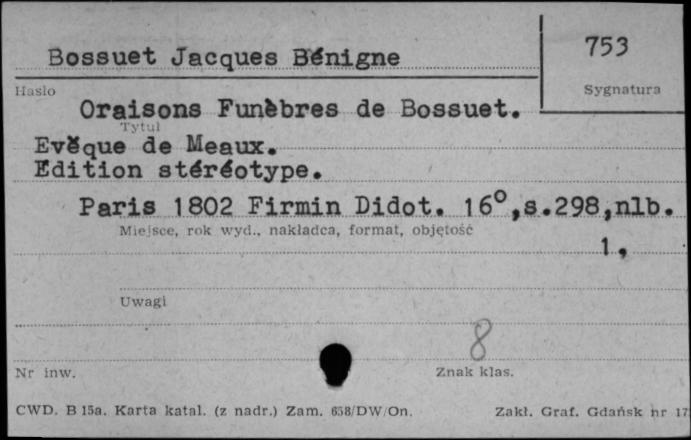 Bossuet Jacques Bénigne
753
Hasło
Sygnatura
Oraisons Funèbres de Bossuet.
Tytuł
Evêque de Meaux.
Edition stéréotype.
Paris 1802 Firmin Didot. 16°,s.298,nlb.
Miejsce, rok wyd., nakładca, format, objętość
1,
Uwagi
8
Nr inw.
Znak klas.
CWD. B 15a. Karta katal. (z nadr.) Zam. 658/DW/On.
Zakł. Graf. Gdańsk nr